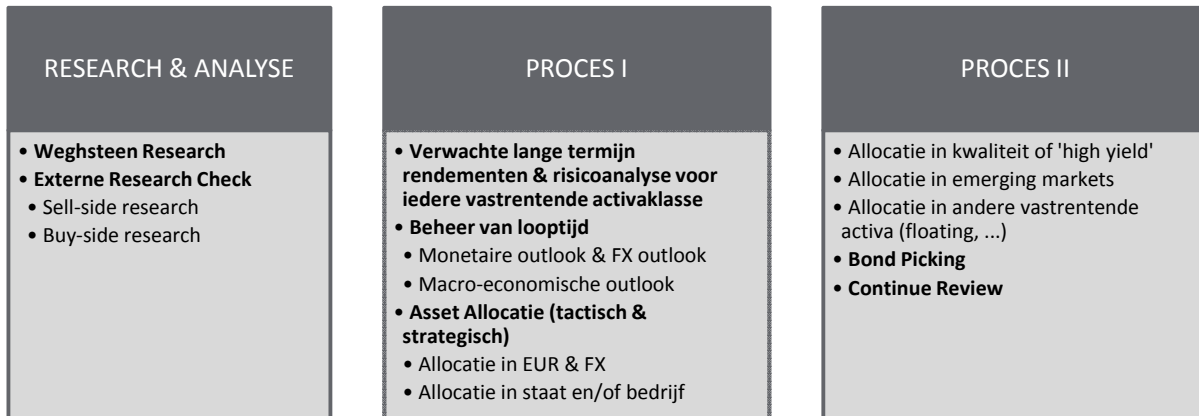 RESEARCH & ANALYSE
• Weghsteen Research
• Externe Research Check
• Sell-side research
• Buy-side research
PROCES I
• Verwachte lange termijn
rendementen & risicoanalyse voor
iedere vastrentende activaklasse
• Beheer van looptijd
• Monetaire outlook & FX outlook
• Macro-economische outlook
• Asset Allocatie (tactisch &
strategisch)
• Allocatie in EUR & FX
• Allocatie in staat en/of bedrijf
PROCES II
• Allocatie in kwaliteit of 'high yield'
• Allocatie in emerging markets
• Allocatie in andere vastrentende
activa (floating, ...)
• Bond Picking
• Continue Review